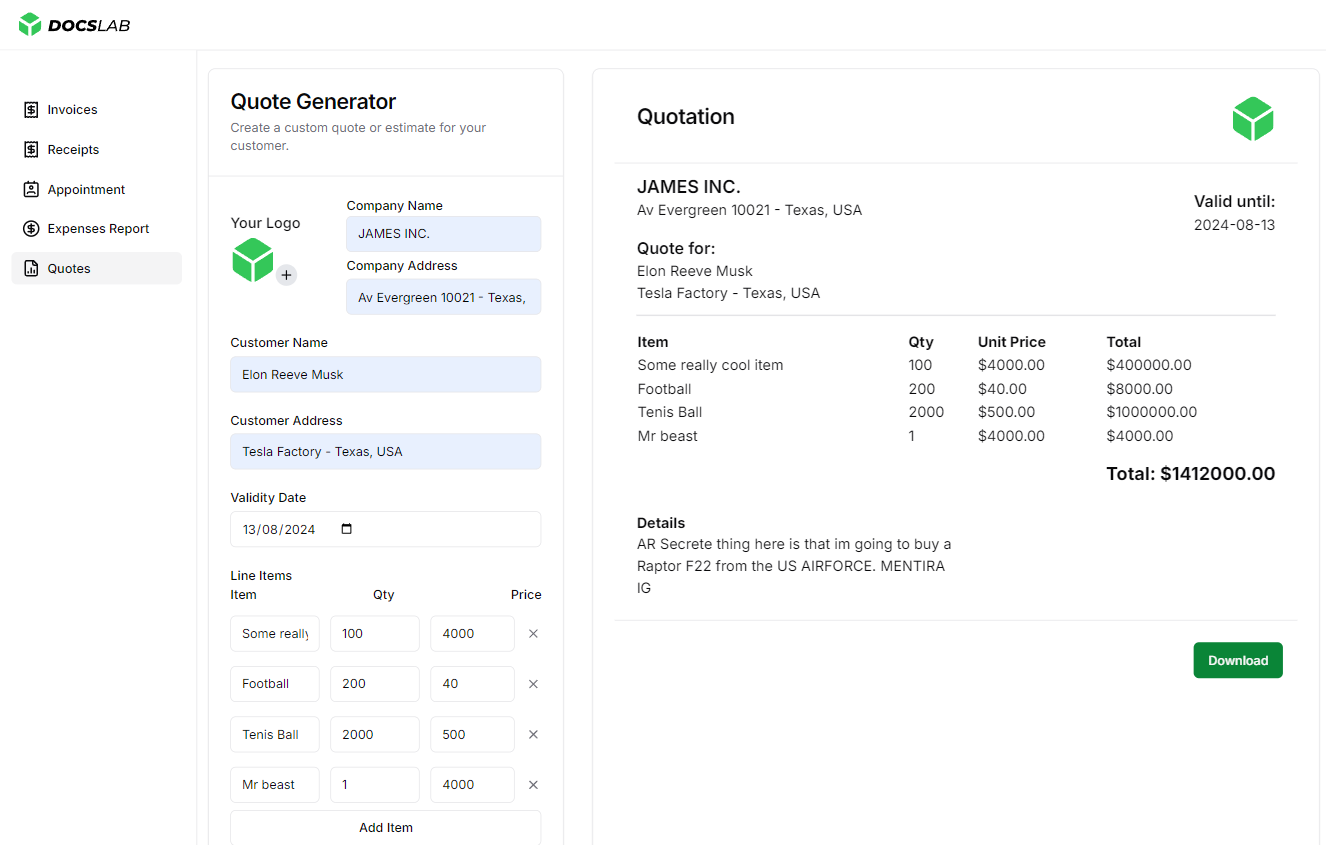 DOCSLAB
Invoices
Receipts
Appointment
Expenses Report
Quotes
Quote Generator
Create a custom quote or estimate for your
customer.
Your Logo
+
Company Name
JAMES INC.
Company Address
Av Evergreen 10021 - Texas,
Customer Name
Elon Reeve Musk
Customer Address
Tesla Factory - Texas, USA
Validity Date
13/08/2024
Line Items
Item Qty Price
Some really 100 4000 ×
Football 200 40 ×
Tenis Ball 2000 500 ×
Mr beast 1 4000 ×
Add Item
Quotation
JAMES INC.
Av Evergreen 10021 - Texas, USA
Valid until:
2024-08-13
Quote for:
Elon Reeve Musk
Tesla Factory - Texas, USA
Item Qty Unit Price Total
Some really cool item 100 $4000.00 $400000.00
Football 200 $40.00 $8000.00
Tenis Ball 2000 $500.00 $1000000.00
Mr beast 1 $4000.00 $4000.00
Total: $1412000.00
Details
AR Secrete thing here is that im going to buy a
Raptor F22 from the US AIRFORCE. MENTIRA
IG
Download